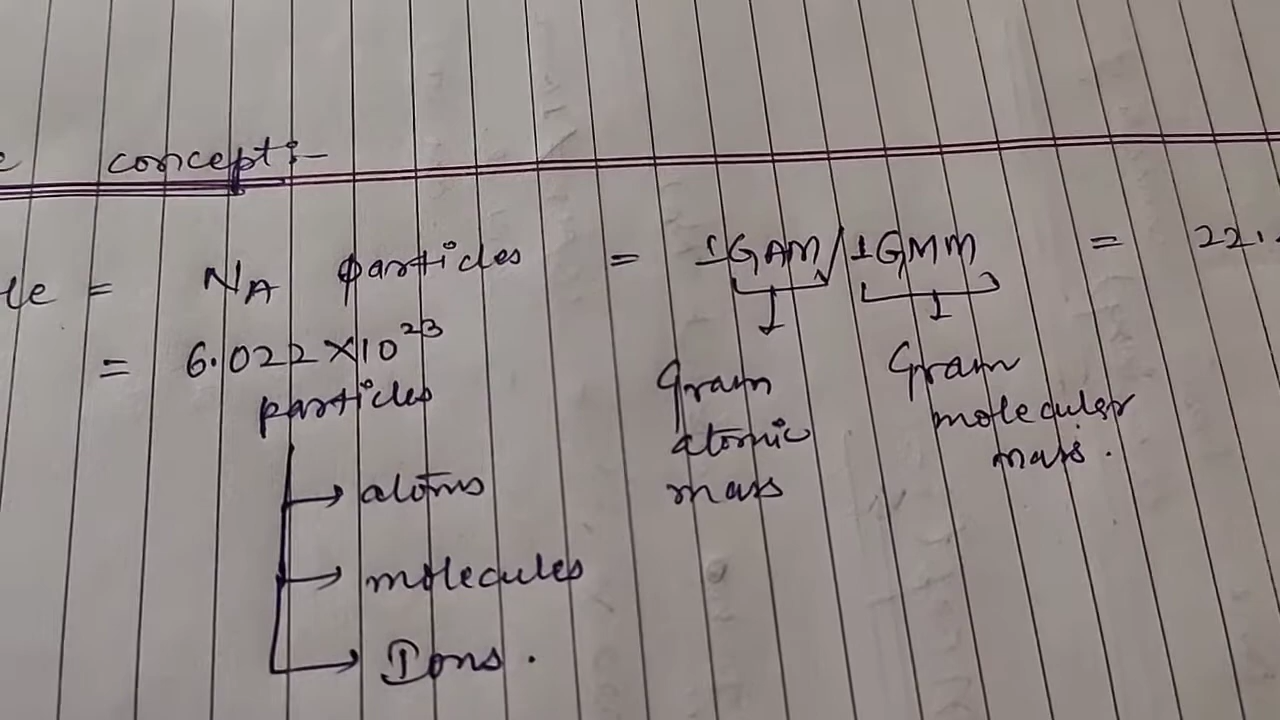 concept:-
le = NA particles = 1GAM/1GMM = 22.
= 6.022×10²³
particles
Gram
atomic
mass
Gram
molecular
mass.
→ atoms
→ molecules
→ Ions.